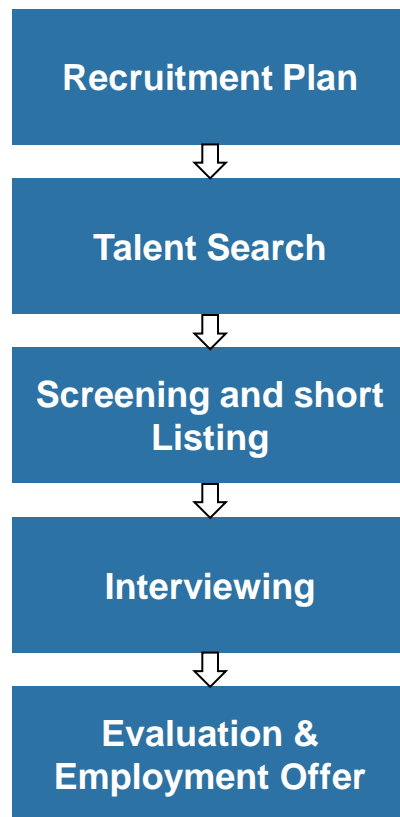 Recruitment Plan
Talent Search
Screening and short
Listing
Interviewing
Evaluation &
Employment Offer